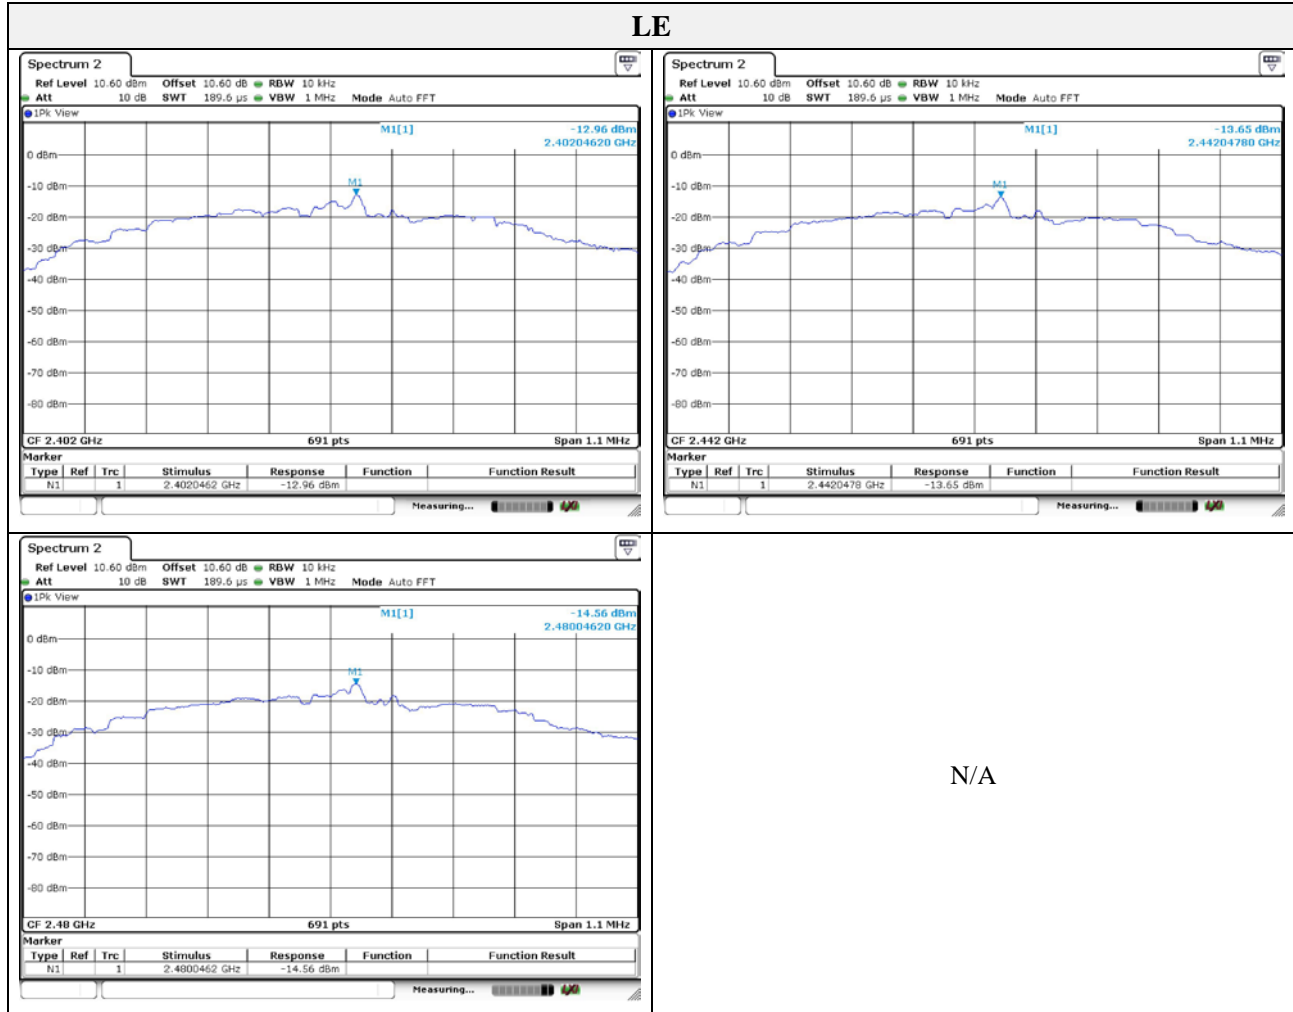 LE
Spectrum 2
Ref Level 10.60 dBm Offset 10.60 dB RBW 10 kHz
Att 10 dB SWT 189.6 µs VBW 1 MHz Mode Auto FFT
1Pk View
M1[1] -12.96 dBm
2.40204620 GHz
M1
0 dBm
-10 dBm
-20 dBm
-30 dBm
-40 dBm
-50 dBm
-60 dBm
-70 dBm
-80 dBm
CF 2.402 GHz 691 pts Span 1.1 MHz
Marker
Type Ref Trc Stimulus Response Function Function Result
N1 1 2.4020462 GHz -12.96 dBm
Measuring...
Spectrum 2
Ref Level 10.60 dBm Offset 10.60 dB RBW 10 kHz
Att 10 dB SWT 189.6 µs VBW 1 MHz Mode Auto FFT
1Pk View
M1[1] -13.65 dBm
2.44204780 GHz
M1
0 dBm
-10 dBm
-20 dBm
-30 dBm
-40 dBm
-50 dBm
-60 dBm
-70 dBm
-80 dBm
CF 2.442 GHz 691 pts Span 1.1 MHz
Marker
Type Ref Trc Stimulus Response Function Function Result
N1 1 2.4420478 GHz -13.65 dBm
Measuring...
Spectrum 2
Ref Level 10.60 dBm Offset 10.60 dB RBW 10 kHz
Att 10 dB SWT 189.6 µs VBW 1 MHz Mode Auto FFT
1Pk View
M1[1] -14.56 dBm
2.48004620 GHz
M1
0 dBm
-10 dBm
-20 dBm
-30 dBm
-40 dBm
-50 dBm
-60 dBm
-70 dBm
-80 dBm
CF 2.48 GHz 691 pts Span 1.1 MHz
Marker
Type Ref Trc Stimulus Response Function Function Result
N1 1 2.4800462 GHz -14.56 dBm
Measuring...
N/A